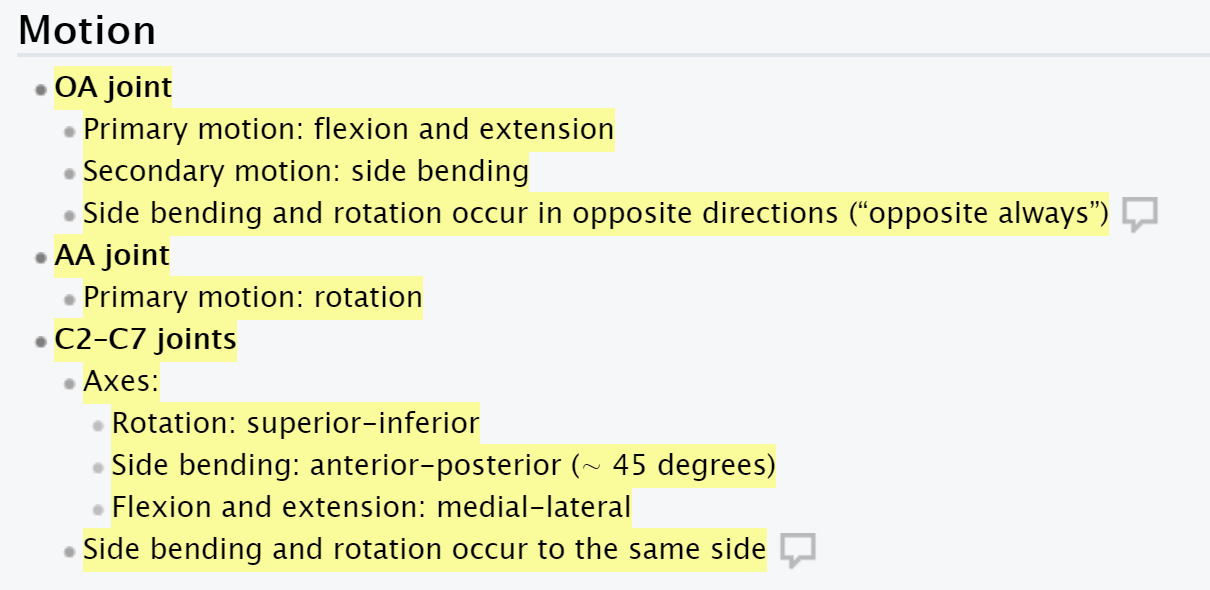 Motion
OA joint
Primary motion: flexion and extension
Secondary motion: side bending
Side bending and rotation occur in opposite directions (“opposite always”)
AA joint
Primary motion: rotation
C2–C7 joints
Axes:
Rotation: superior–inferior
Side bending: anterior–posterior (~ 45 degrees)
Flexion and extension: medial–lateral
Side bending and rotation occur to the same side